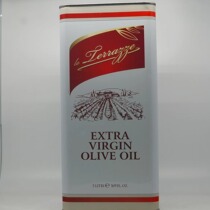 le Terrazze
EXTRA
VIRGIN
OLIVE OIL